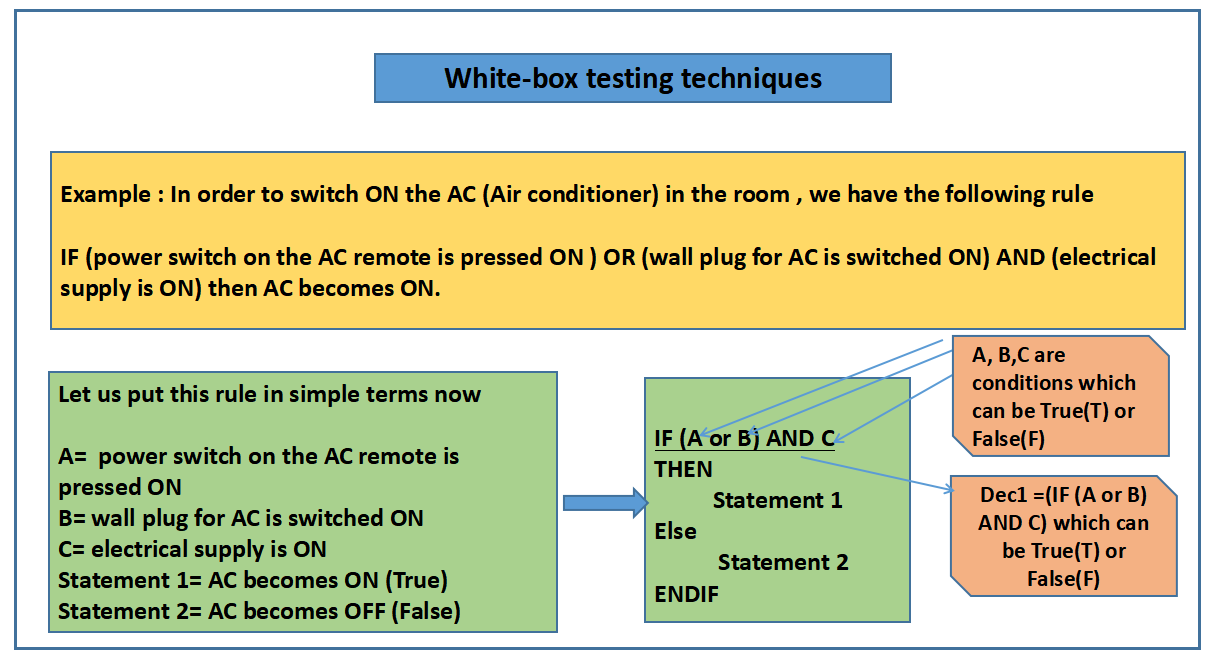 White-box testing techniques
Example : In order to switch ON the AC (Air conditioner) in the room , we have the following rule
IF (power switch on the AC remote is pressed ON ) OR (wall plug for AC is switched ON) AND (electrical
supply is ON) then AC becomes ON.
Let us put this rule in simple terms now
A= power switch on the AC remote is
pressed ON
B= wall plug for AC is switched ON
C= electrical supply is ON
Statement 1= AC becomes ON (True)
Statement 2= AC becomes OFF (False)
IF (A or B) AND C
THEN
Statement 1
Else
Statement 2
ENDIF
A, B,C are
conditions which
can be True(T) or
False(F)
Dec1 =(IF (A or B)
AND C) which can
be True(T) or
False(F)